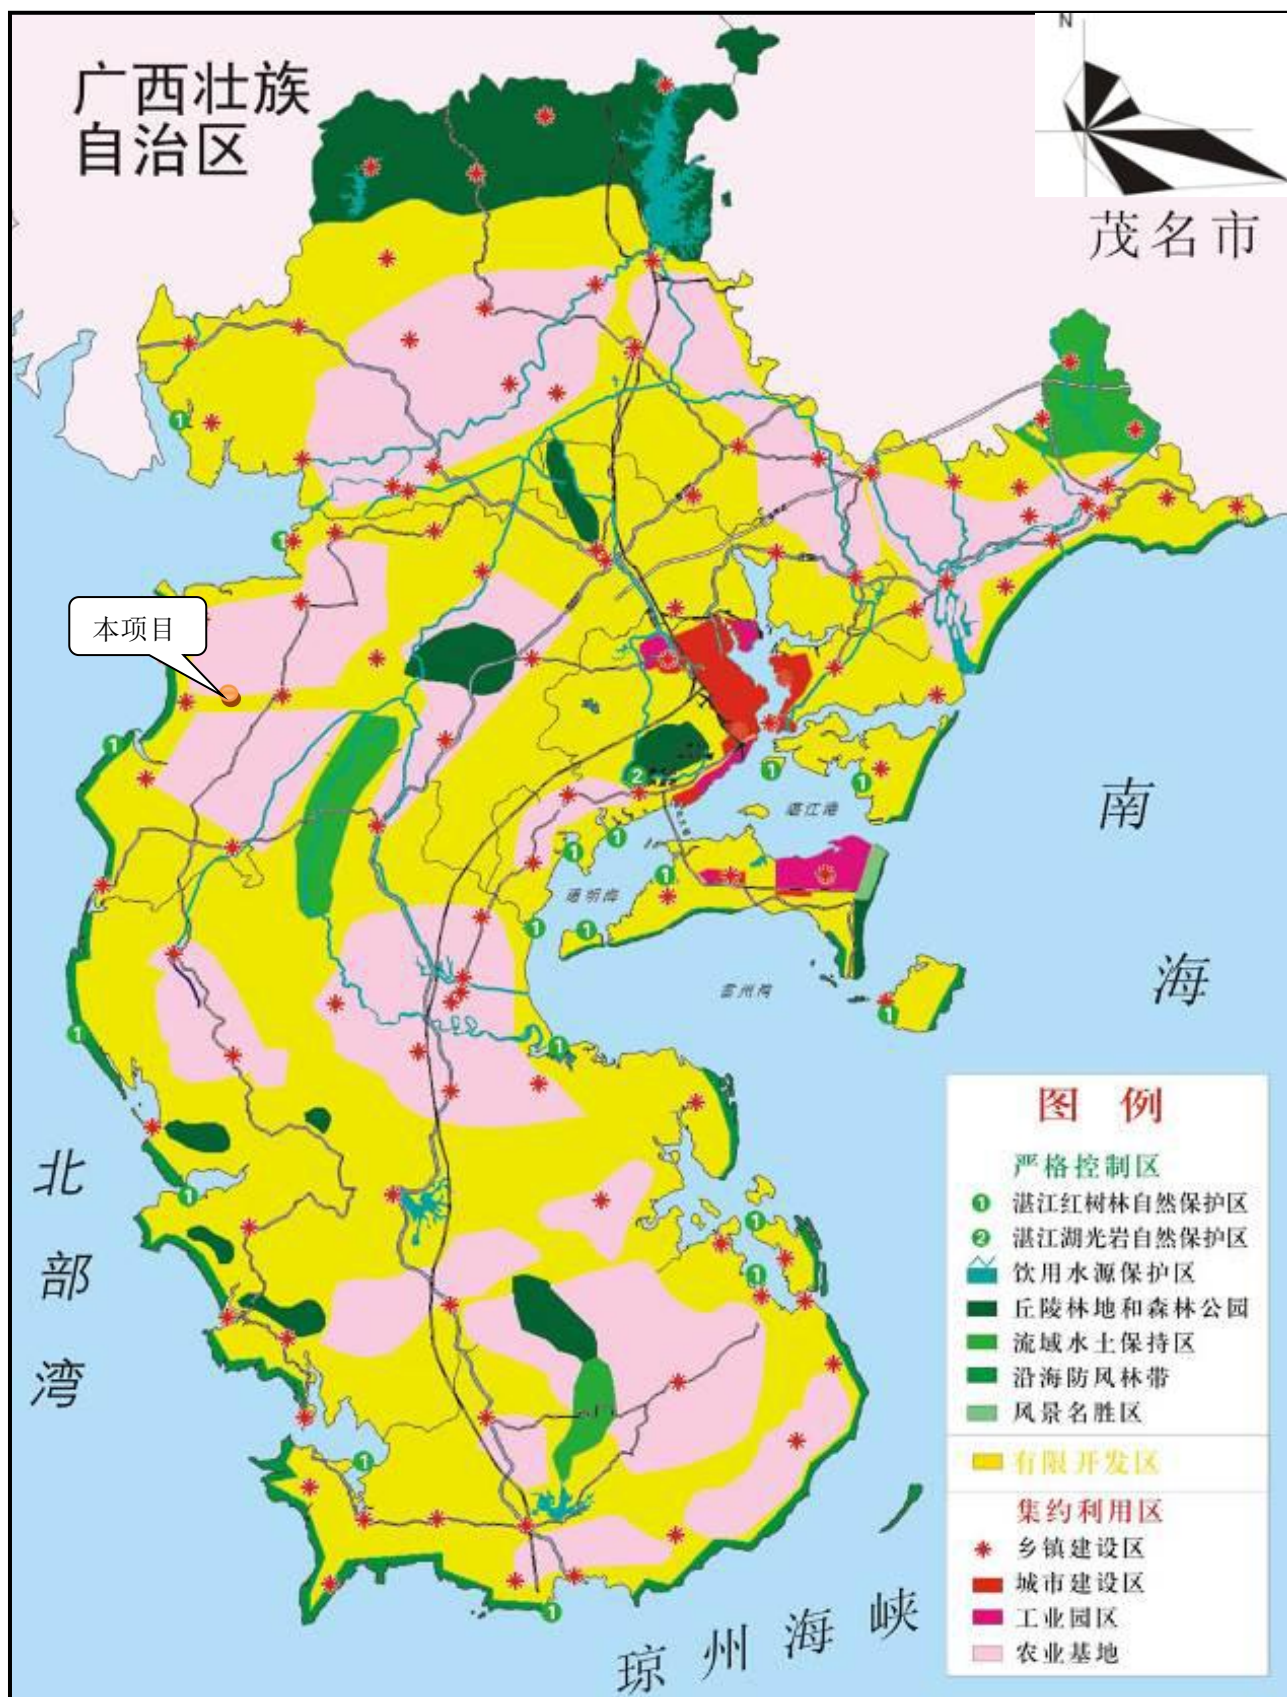 广西壮族
自治区
N
茂名市
本项目
南
海
湛江港
通明海
雷州湾
北
部
湾
琼州海峡
图 例
严格控制区
1 湛江红树林自然保护区
2 湛江湖光岩自然保护区
饮用水源保护区
丘陵林地和森林公园
流域水土保持区
沿海防风林带
风景名胜区
有限开发区
集约利用区
乡镇建设区
城市建设区
工业园区
农业基地